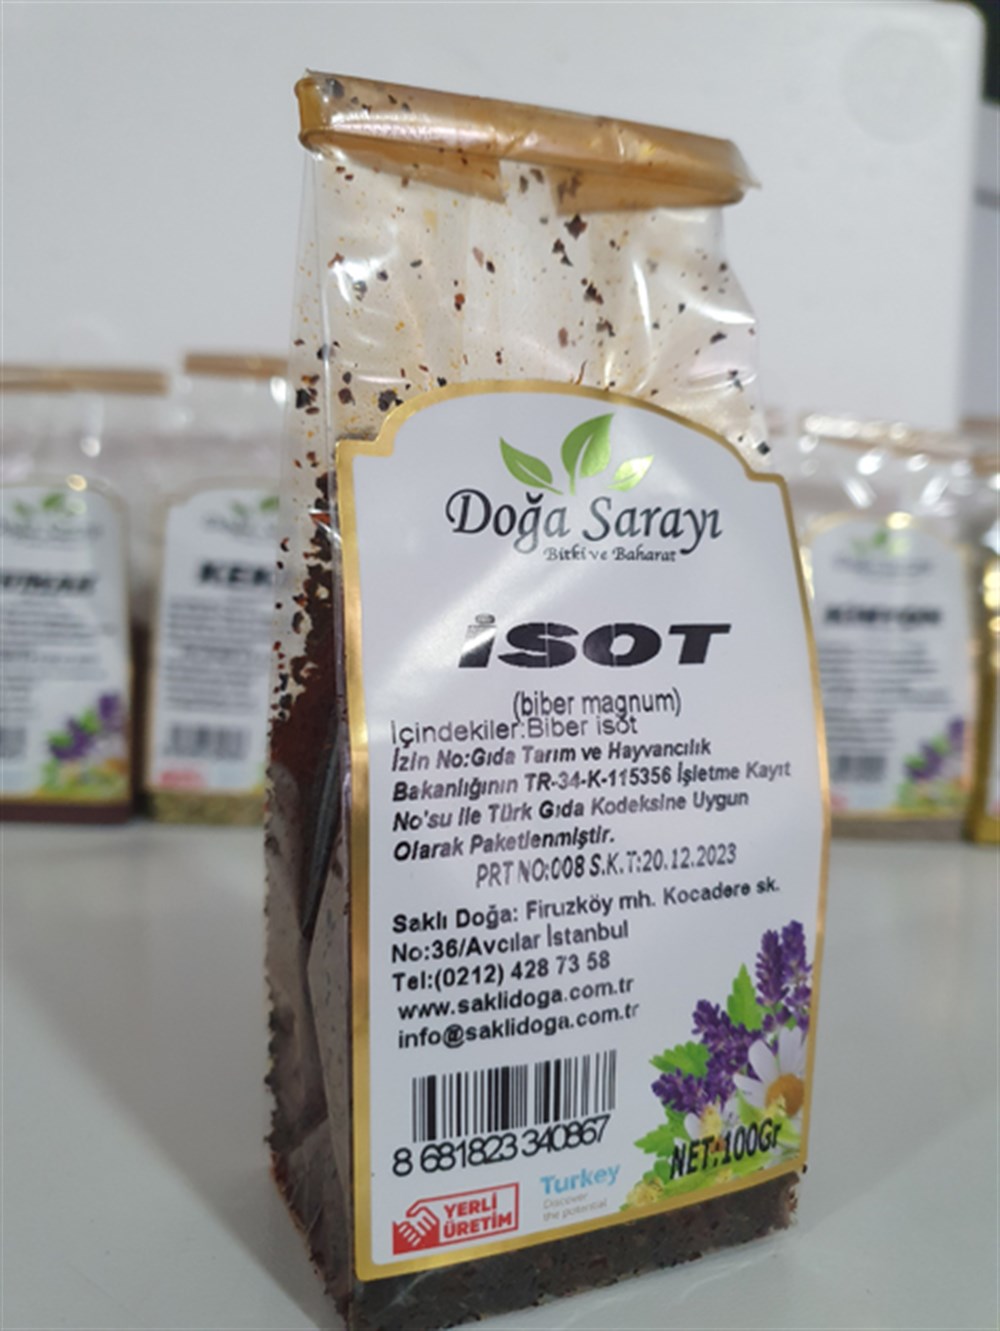 Doğa Sarayı
Bitki ve Baharat
İSOT
(biber magnum)
İçindekiler:Biber isot
İzin No:Gıda Tarım ve Hayvancılık
Bakanlığının TR-34-K-115356 İşletme Kayıt
No'su ile Türk Gıda Kodeksine Uygun
Olarak Paketlenmiştir.
PRT NO:008 S.K.T:20.12.2023
Saklı Doğa: Firuzköy mh. Kocadere sk.
No:36/Avcılar İstanbul
Tel:(0212) 428 73 58
www.saklidoga.com.tr
info@saklidoga.com.tr
8 681823 340867
NET:100Gr
YERLİ
ÜRETİM
Turkey
Discover
the potential
KİMYON